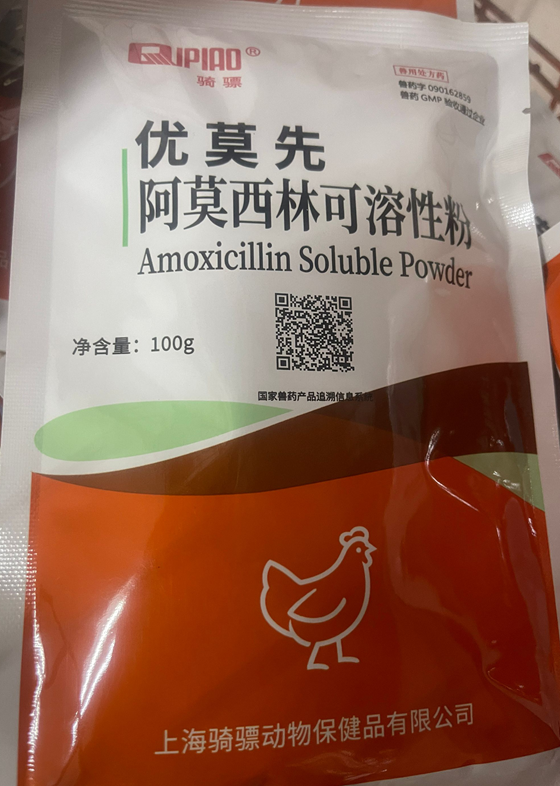 QIPIAO®
骑骠
兽用处方药
兽药字 090162859
兽药 GMP 验收通过企业
优莫先
阿莫西林可溶性粉
Amoxicillin Soluble Powder
净含量：100g
国家兽药产品追溯信息系统
上海骑骠动物保健品有限公司